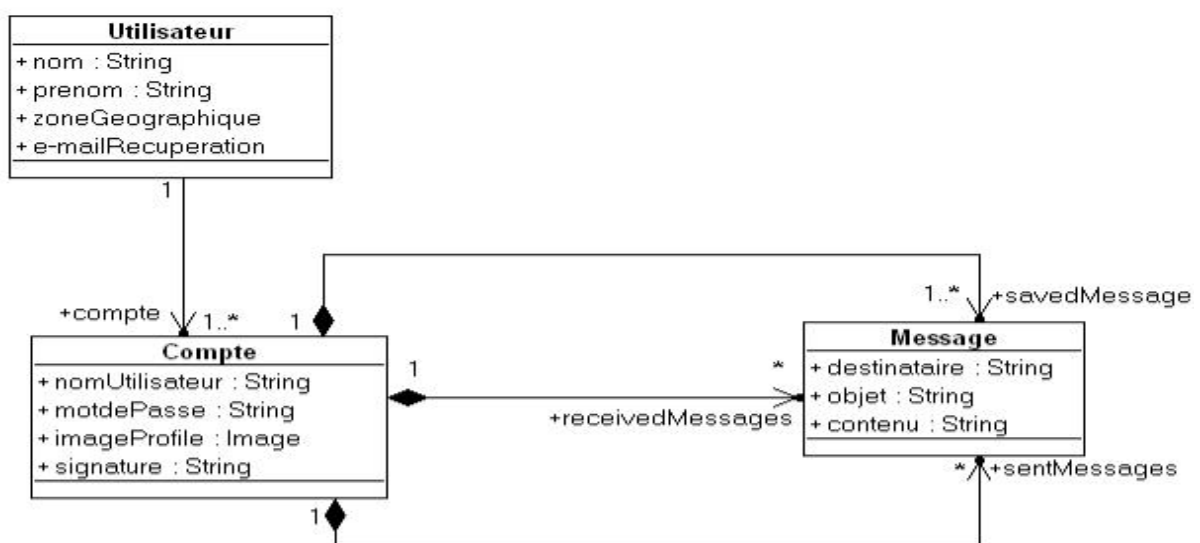 Utilisateur
+ nom : String
+ prenom : String
+ zoneGeographique
+ e-mailRecuperation
1
+compte
1..*
1
1..*
+savedMessage
Compte
+ nomUtilisateur : String
+ motdePasse : String
+ imageProfile : Image
+ signature : String
1
*
+receivedMessages
Message
+ destinataire : String
+ objet : String
+ contenu : String
1
*
+sentMessages